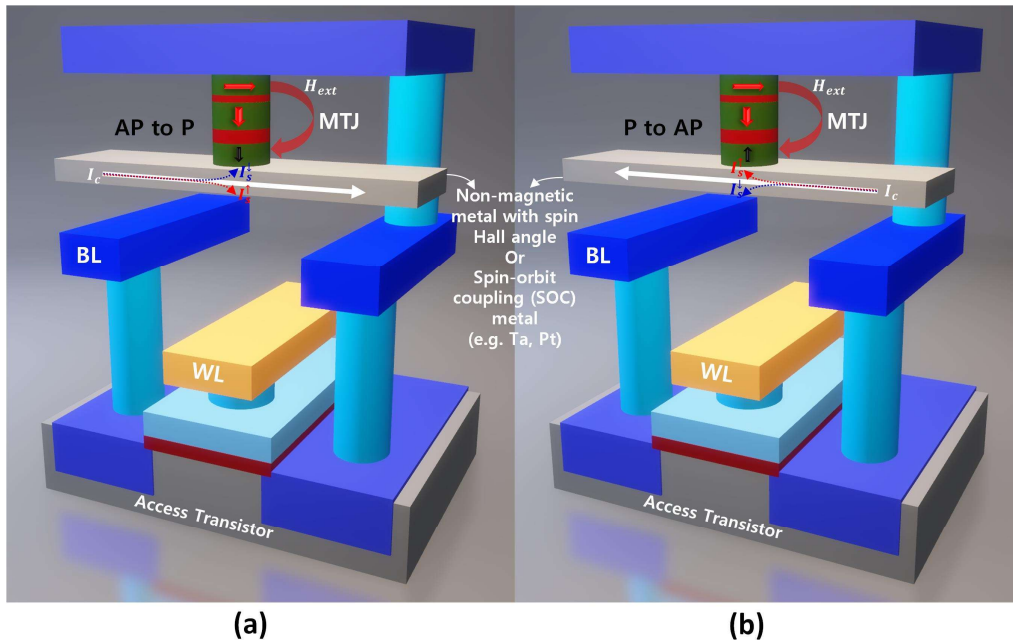 H_ext
MTJ
AP to P
I_s^↓
I_c
I_s^↑
BL
WL
Access Transistor
(a)
Non-magnetic
metal with spin
Hall angle
Or
Spin-orbit
coupling (SOC)
metal
(e.g. Ta, Pt)
H_ext
MTJ
P to AP
I_s^↑
I_s^↓
I_c
BL
WL
Access Transistor
(b)